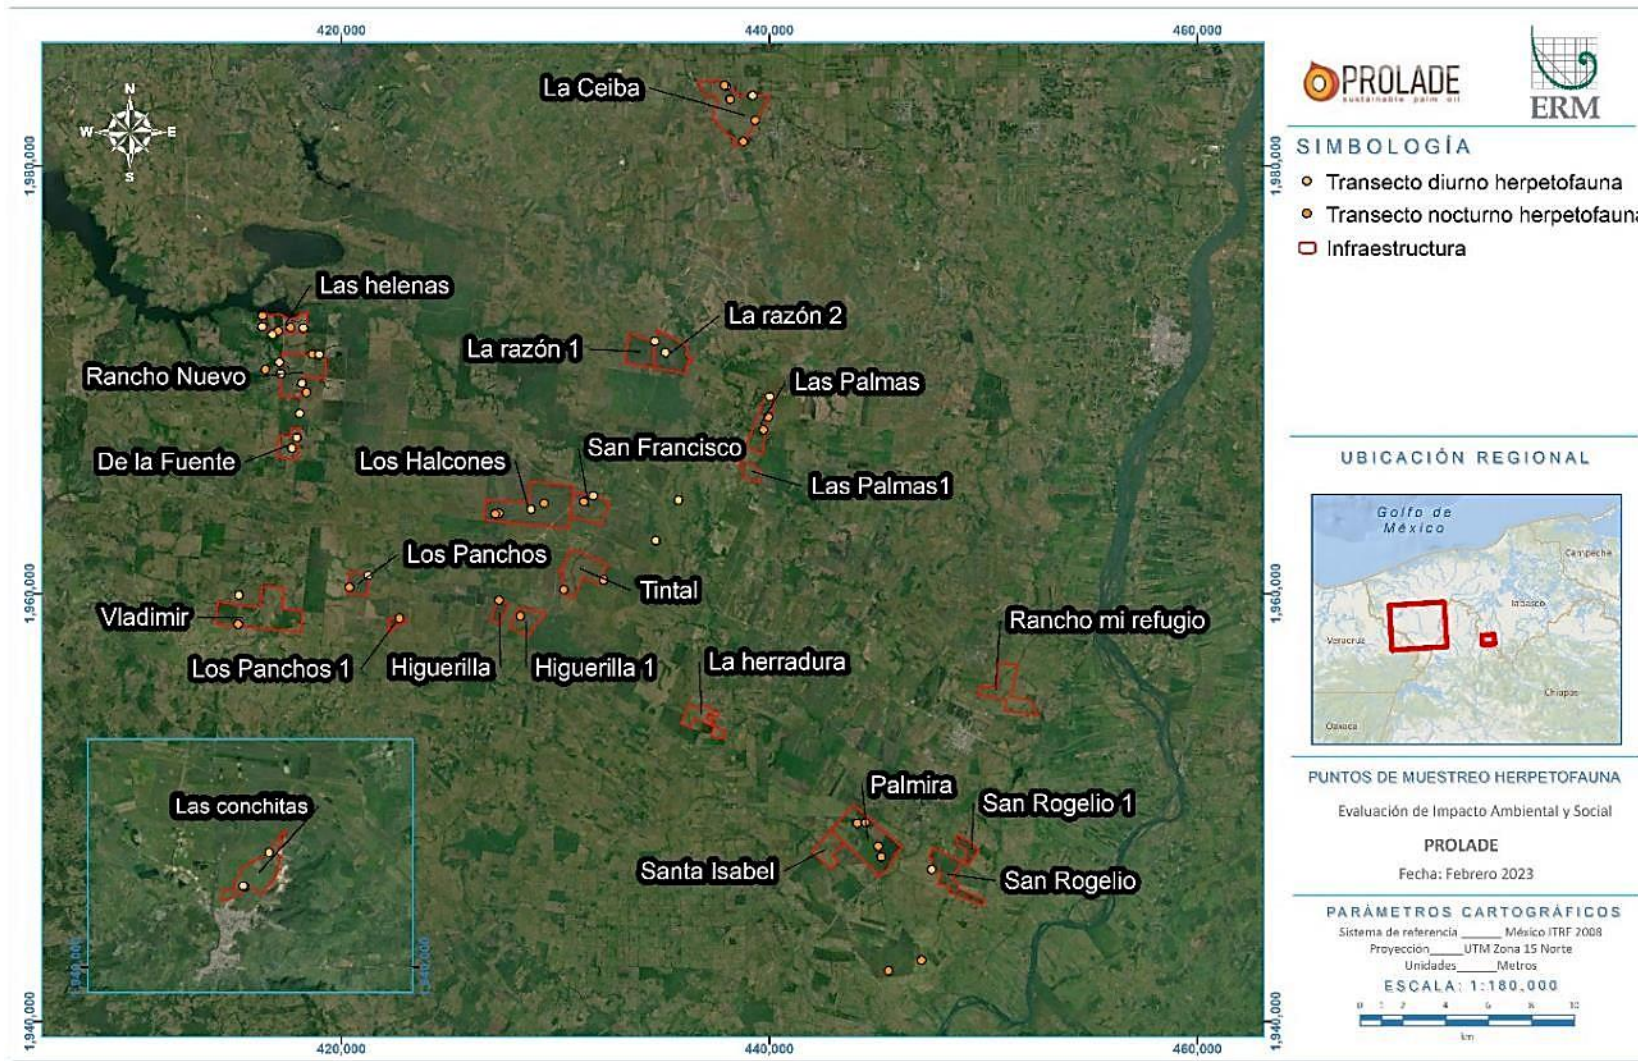 420,000
440,000
460,000
1,980,000
1,980,000
1,960,000
1,960,000
1,940,000
1,940,000
420,000
440,000
460,000
N
W
E
S
La Ceiba
Las helenas
La razón 2
La razón 1
Rancho Nuevo
Las Palmas
San Francisco
Los Halcones
De la Fuente
Las Palmas1
Los Panchos
Tintal
Vladimir
Rancho mi refugio
Los Panchos 1
Higuerilla
Higuerilla 1
La herradura
Palmira
San Rogelio 1
Santa Isabel
San Rogelio
Las conchitas
PROLADE
sustainable palm oil
ERM
SIMBOLOGÍA
Transecto diurno herpetofauna
Transecto nocturno herpetofauna
Infraestructura
UBICACIÓN REGIONAL
Golfo de
México
Campeche
Tabasco
Veracruz
Chiapas
Oaxaca
PUNTOS DE MUESTREO HERPETOFAUNA
Evaluación de Impacto Ambiental y Social
PROLADE
Fecha: Febrero 2023
PARÁMETROS CARTOGRÁFICOS
Sistema de referencia ______ México ITRF 2008
Proyección_____UTM Zona 15 Norte
Unidades______Metros
ESCALA: 1:180,000
0 1 2 4 6 8 10
km